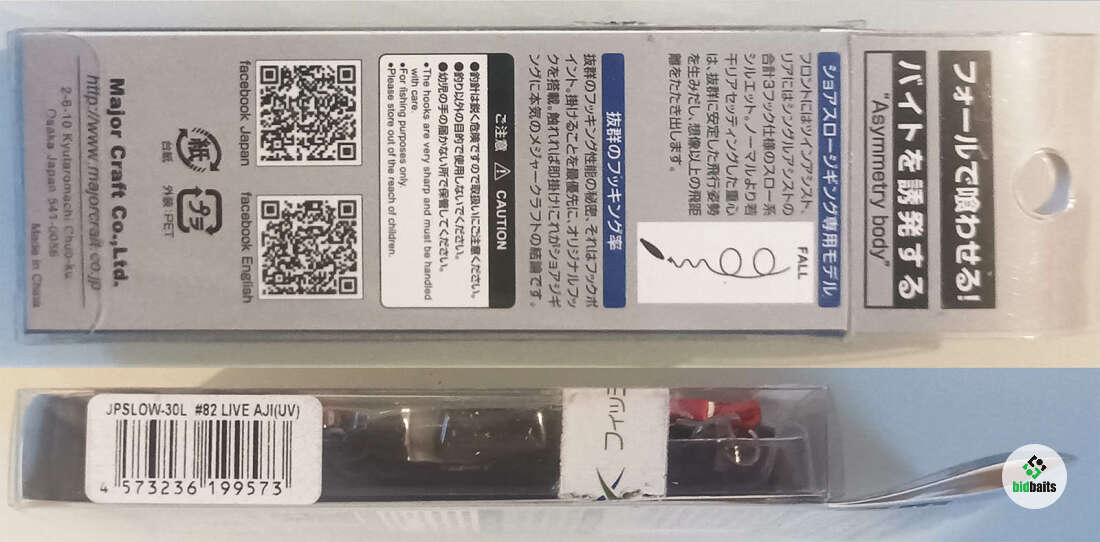 フォールで喰わせる!
バイトを誘発する
"Asymmetry body"
ショアスロージギング専用モデル
フロントにはツインアシスト、
リアにはシングルアシストの
合計3フック仕様のスロー系
シルエット。ノーマルより若
干リアセッティングした重心
は、抜群に安定した飛行姿勢
を生みだし、想像以上の飛距
離をたたき出します。
FALL
抜群のフッキング率
抜群のフッキング性能の秘密、それはフックポ
イント。掛けることを最優先に、オリジナルフッ
クを搭載。触れれば即掛け!これがショアジギ
ングに本気のメジャークラフトの結論です。
ご注意 CAUTION
●釣針は鋭く危険ですので取扱いにご注意ください。
●釣り以外の目的で使用しないでください。
●幼児の手の届かない所で保管してください。
●The hooks are very sharp and must be handled
with care.
●For fishing purposes only.
●Please store out of the reach of children.
facebook Japan
facebook English
紙
台紙
プラ
外装:PET
Major Craft Co.,Ltd.
http://www.majorcraft.co.jp
2-6-10 Kyutaromachi Chuo-ku,
Osaka Japan 541-0056
Made in China
JPSLOW-30L #82 LIVE AJI(UV)
4 573236 199573
フィッシ
bidbaits